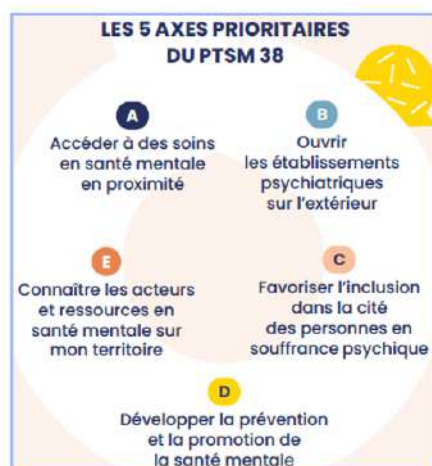 LES 5 AXES PRIORITAIRES
DU PTSM 38
A
Accéder à des soins
en santé mentale
en proximité
B
Ouvrir
les établissements
psychiatriques
sur l'extérieur
E
Connaître les acteurs
et ressources en
santé mentale sur
mon territoire
C
Favoriser l'inclusion
dans la cité
des personnes en
souffrance psychique
D
Développer la prévention
et la promotion de
la santé mentale